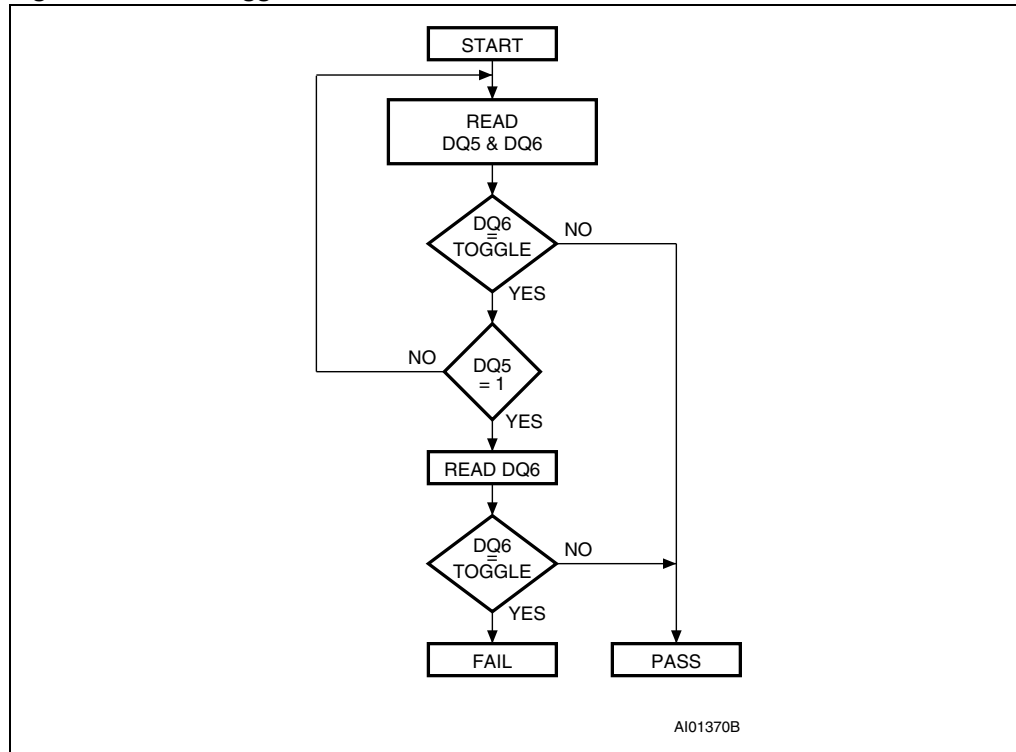 START
READ
DQ5 & DQ6
DQ6
=
TOGGLE
NO
YES
NO
DQ5
= 1
YES
READ DQ6
DQ6
=
TOGGLE
NO
YES
FAIL
PASS
AI01370B